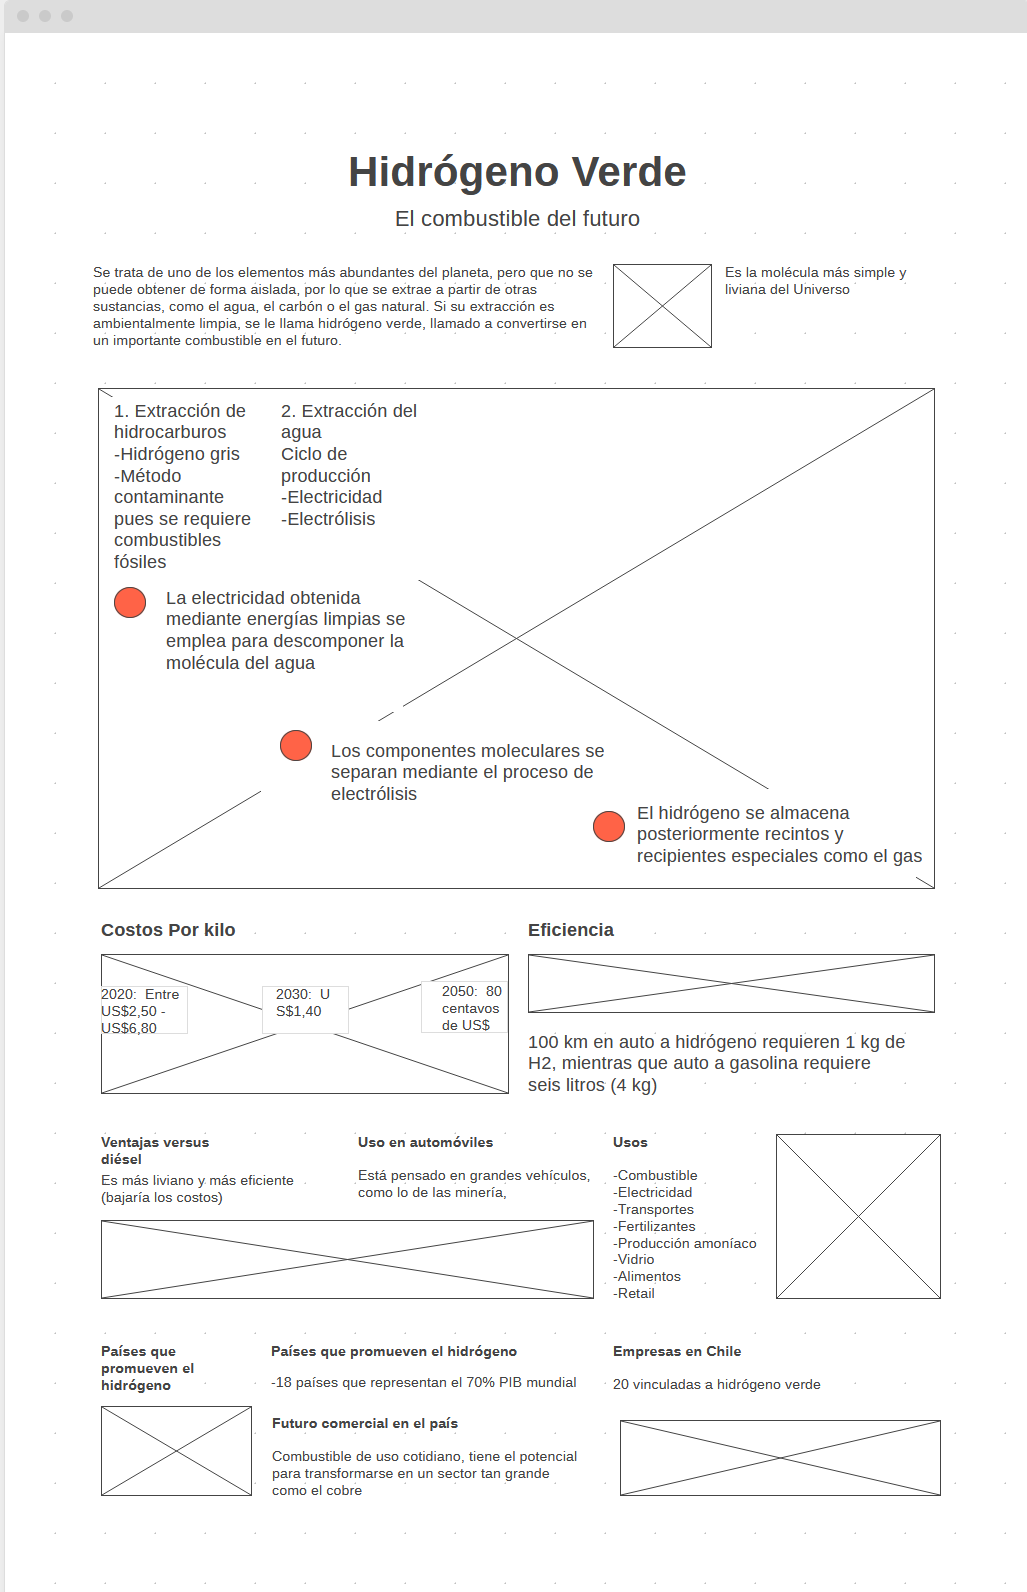 Hidrógeno Verde
El combustible del futuro
Se trata de uno de los elementos más abundantes del planeta, pero que no se
puede obtener de forma aislada, por lo que se extrae a partir de otras
sustancias, como el agua, el carbón o el gas natural. Si su extracción es
ambientalmente limpia, se le llama hidrógeno verde, llamado a convertirse en
un importante combustible en el futuro.
Es la molécula más simple y
liviana del Universo
1. Extracción de
hidrocarburos
-Hidrógeno gris
-Método
contaminante
pues se requiere
combustibles
fósiles
2. Extracción del
agua
Ciclo de
producción
-Electricidad
-Electrólisis
La electricidad obtenida
mediante energías limpias se
emplea para descomponer la
molécula del agua
Los componentes moleculares se
separan mediante el proceso de
electrólisis
El hidrógeno se almacena
posteriormente recintos y
recipientes especiales como el gas
Costos Por kilo
2020:  Entre
US$2,50 -
US$6,80
2030:  U
S$1,40
2050:  80
centavos
de US$
Eficiencia
100 km en auto a hidrógeno requieren 1 kg de
H2, mientras que auto a gasolina requiere
seis litros (4 kg)
Ventajas versus
diésel
Es más liviano y más eficiente
(bajaría los costos)
Uso en automóviles
Está pensado en grandes vehículos,
como lo de las minería,
Usos
-Combustible
-Electricidad
-Transportes
-Fertilizantes
-Producción amoníaco
-Vidrio
-Alimentos
-Retail
Países que
promueven el
hidrógeno
Países que promueven el hidrógeno
-18 países que representan el 70% PIB mundial
Futuro comercial en el país
Combustible de uso cotidiano, tiene el potencial
para transformarse en un sector tan grande
como el cobre
Empresas en Chile
20 vinculadas a hidrógeno verde